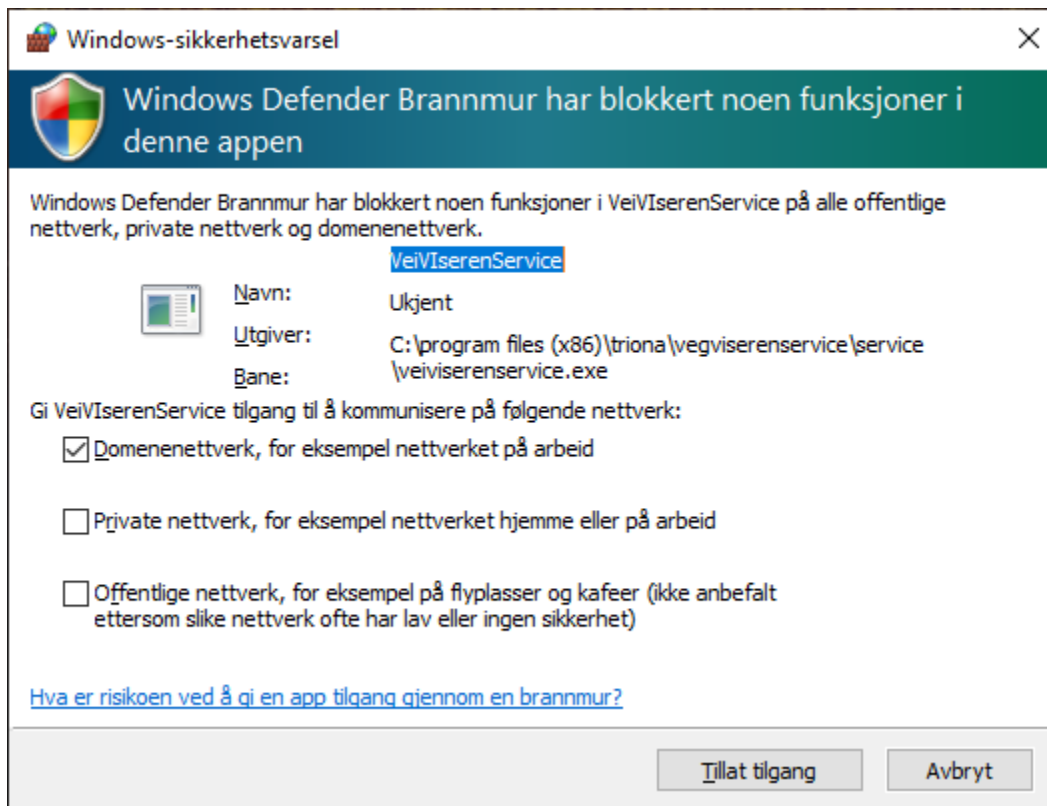 Windows-sikkerhetsvarsel
Windows Defender Brannmur har blokkert noen funksjoner i
denne appen
Windows Defender Brannmur har blokkert noen funksjoner i VeiVIserenService på alle offentlige
nettverk, private nettverk og domenenettverk.
VeiVIserenService
Navn:
Ukjent
Utgiver:
C:\program files (x86)\triona\vegviserenservice\service
\veiviserenservice.exe
Bane:
Gi VeiVIserenService tilgang til å kommunisere på følgende nettverk:
Domenenettverk, for eksempel nettverket på arbeid
Private nettverk, for eksempel nettverket hjemme eller på arbeid
Offentlige nettverk, for eksempel på flyplasser og kafeer (ikke anbefalt
ettersom slike nettverk ofte har lav eller ingen sikkerhet)
Hva er risikoen ved å gi en app tilgang gjennom en brannmur?
Tillat tilgang
Avbryt